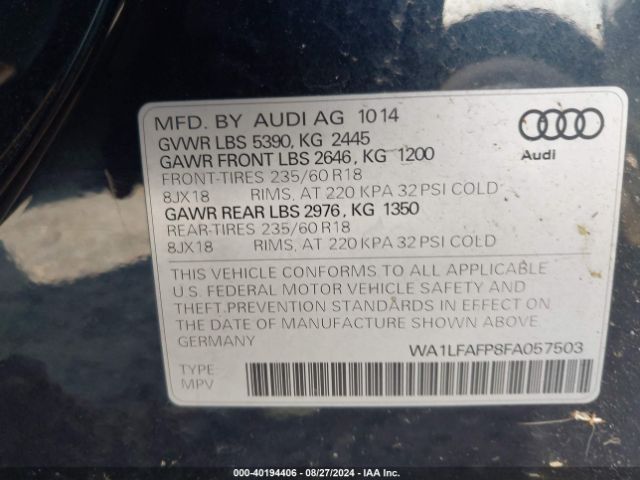 MFD. BY AUDI AG 1014
GVWR LBS 5390, KG 2445
GAWR FRONT LBS 2646, KG 1200
FRONT-TIRES 235/60 R18
8JX18 RIMS, AT 220 KPA 32 PSI COLD
GAWR REAR LBS 2976, KG 1350
REAR-TIRES 235/60 R18
8JX18 RIMS, AT 220 KPA 32 PSI COLD
Audi
THIS VEHICLE CONFORMS TO ALL APPLICABLE
U.S. FEDERAL MOTOR VEHICLE SAFETY AND
THEFT PREVENTION STANDARDS IN EFFECT ON
THE DATE OF MANUFACTURE SHOWN ABOVE
GERMANY
WA1LFAFP8FA057503
TYPE
MPV
000-40194406 - 08/27/2024 - IAA Inc.